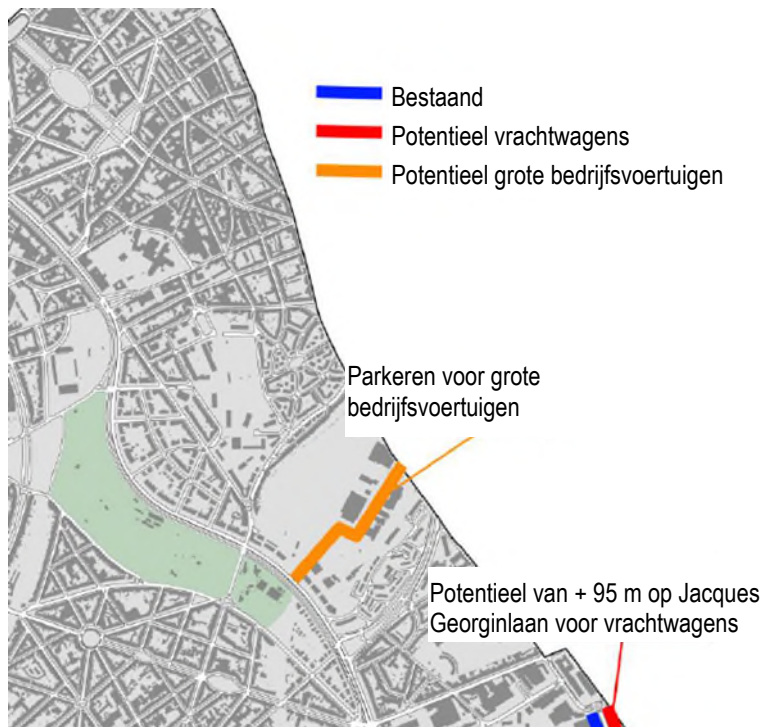 Bestaand
Potentieel vrachtwagens
Potentieel grote bedrijfsvoertuigen
Parkeren voor grote
bedrijfsvoertuigen
Potentieel van + 95 m op Jacques
Georginlaan voor vrachtwagens